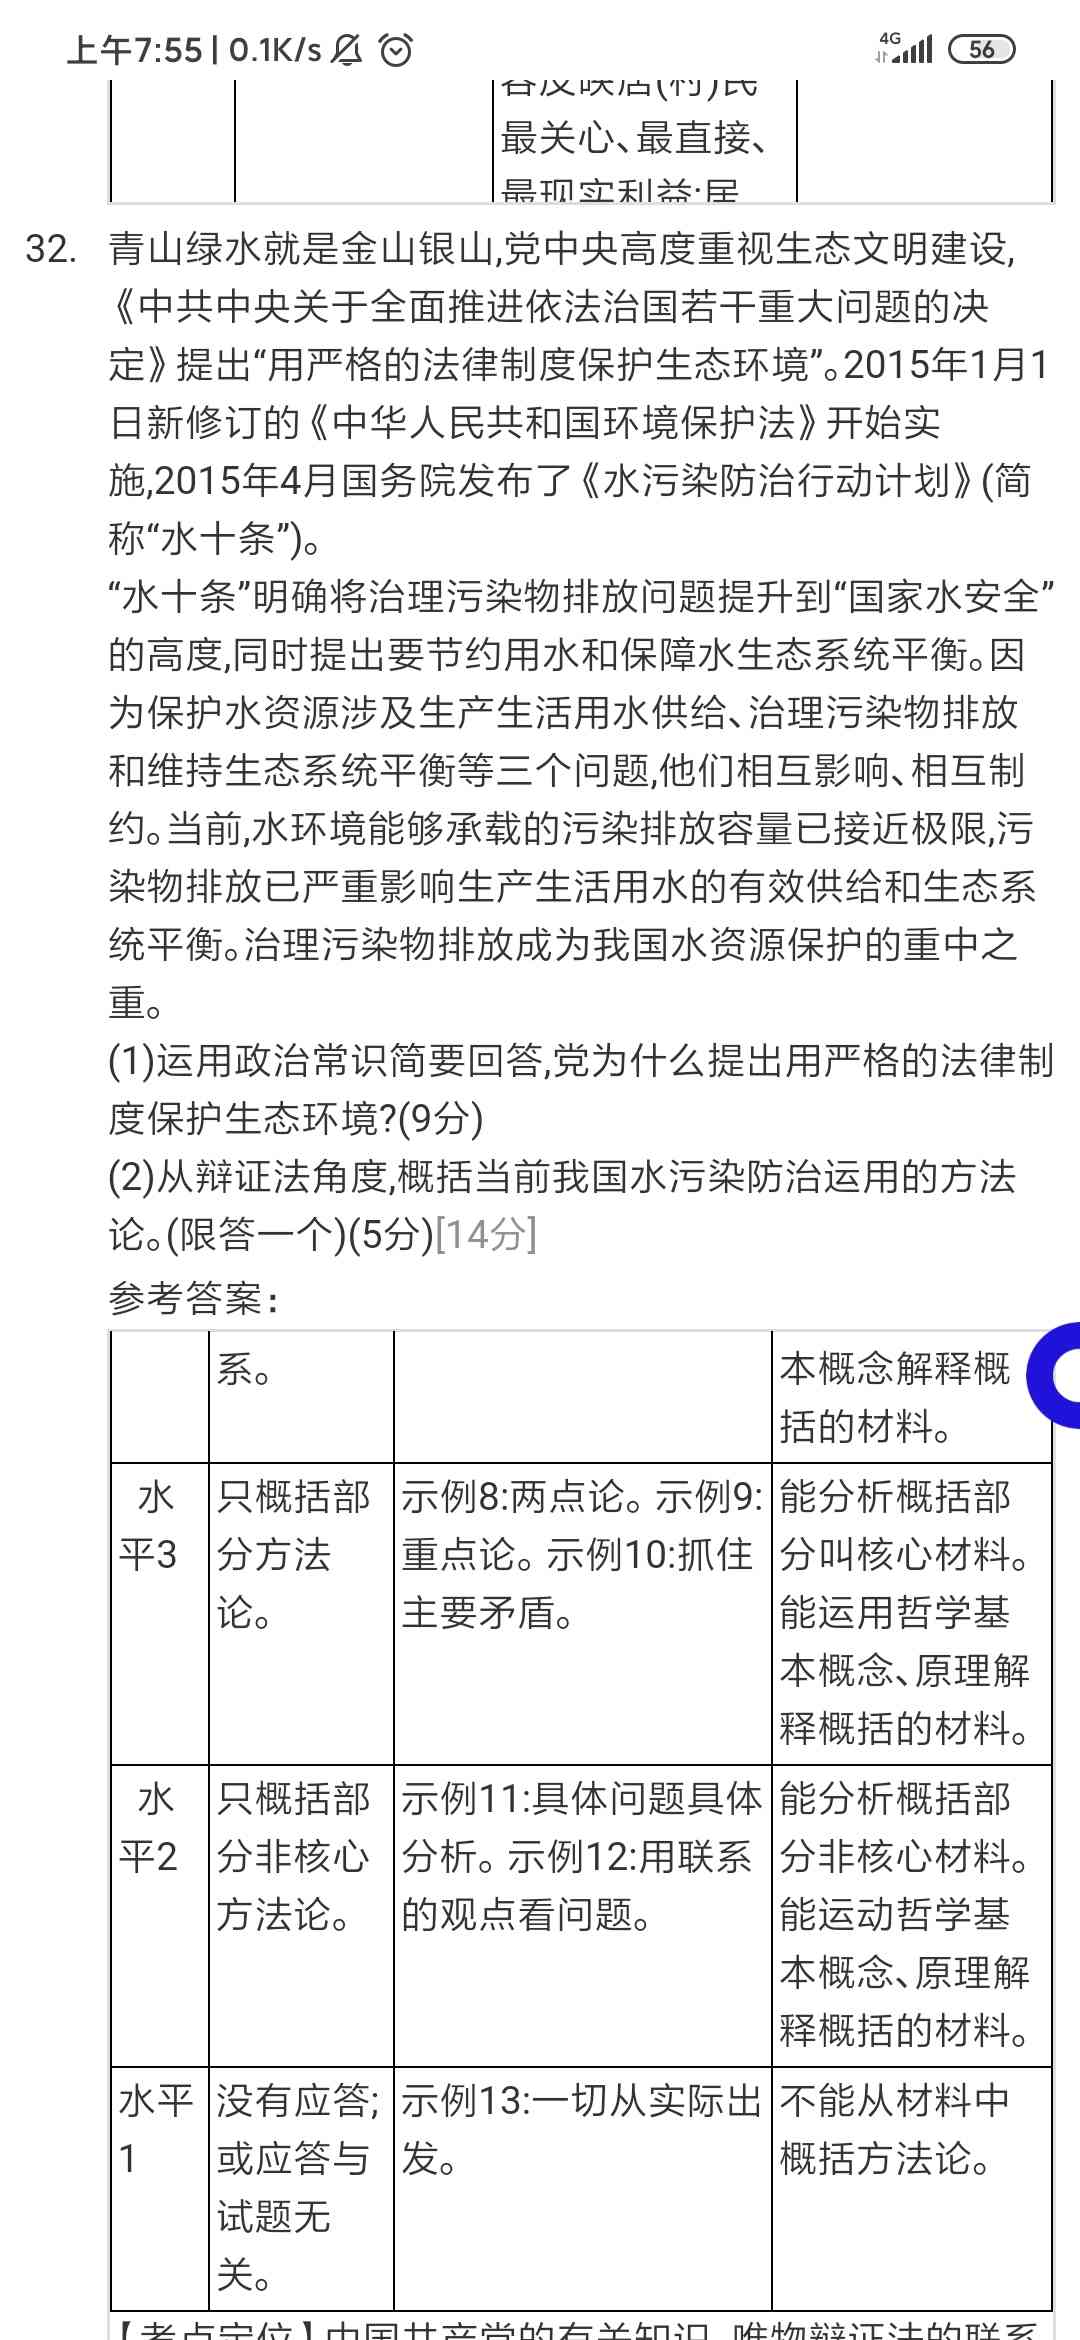 上午7:55 | 0.1K/s
4G
56
容反映居(村)民
最关心、最直接、
最现实利益;居
32. 青山绿水就是金山银山,党中央高度重视生态文明建设,
《中共中央关于全面推进依法治国若干重大问题的决
定》提出“用严格的法律制度保护生态环境”。2015年1月1
日新修订的《中华人民共和国环境保护法》开始实
施,2015年4月国务院发布了《水污染防治行动计划》(简
称“水十条”)。
“水十条”明确将治理污染物排放问题提升到“国家水安全”
的高度,同时提出要节约用水和保障水生态系统平衡。因
为保护水资源涉及生产生活用水供给、治理污染物排放
和维持生态系统平衡等三个问题,他们相互影响、相互制
约。当前,水环境能够承载的污染排放容量已接近极限,污
染物排放已严重影响生产生活用水的有效供给和生态系
统平衡。治理污染物排放成为我国水资源保护的重中之
重。
(1)运用政治常识简要回答,党为什么提出用严格的法律制
度保护生态环境?(9分)
(2)从辩证法角度,概括当前我国水污染防治运用的方法
论。(限答一个)(5分)[14分]
参考答案:
系。
本概念解释概
括的材料。
水
平3
只概括部
分方法
论。
示例8:两点论。示例9:
重点论。示例10:抓住
主要矛盾。
能分析概括部
分叫核心材料。
能运用哲学基
本概念、原理解
释概括的材料。
水
平2
只概括部
分非核心
方法论。
示例11:具体问题具体
分析。示例12:用联系
的观点看问题。
能分析概括部
分非核心材料。
能运动哲学基
本概念、原理解
释概括的材料。
水平
1
没有应答;
或应答与
试题无
关。
示例13:一切从实际出
发。
不能从材料中
概括方法论。
【考点定位】中国共产党的有关知识、唯物辩证法的联系